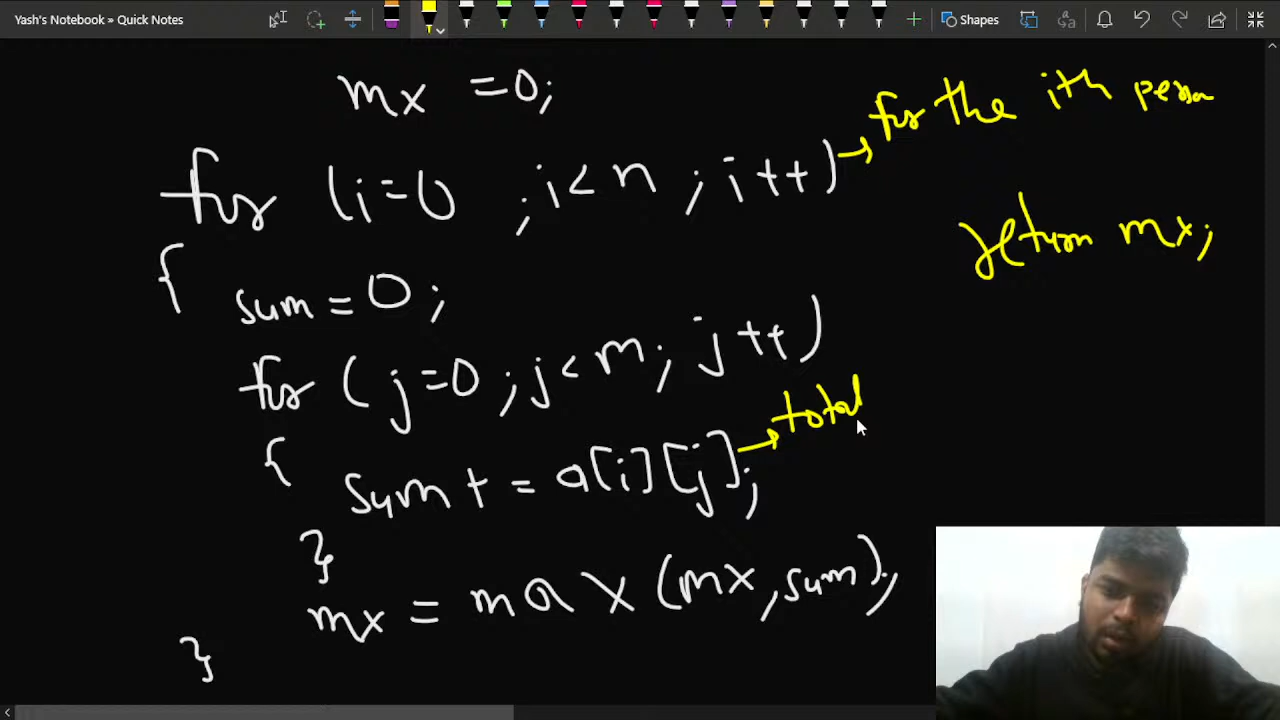 Yash's Notebook » Quick Notes
Shapes
mx = 0;
for (i=0 ; i<n ; i++) → for the ith person
return mx;
{
sum = 0;
for (j=0 ; j<m ; j++)
{
sum += a[i][j]; → total
}
mx = max(mx, sum);
}